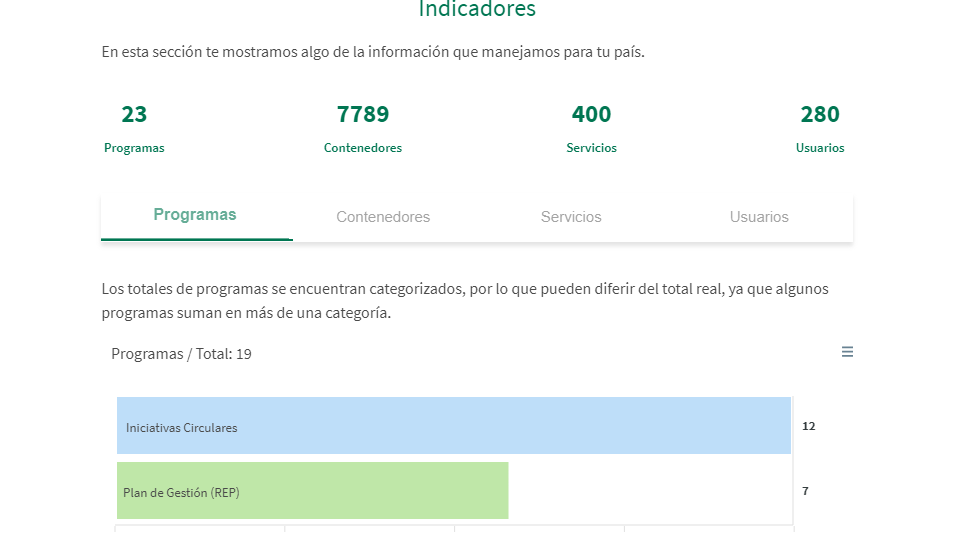 Indicadores
En esta sección te mostramos algo de la información que manejamos para tu país.
23 7789 400 280
Programas Contenedores Servicios Usuarios
Programas Contenedores Servicios Usuarios
Los totales de programas se encuentran categorizados, por lo que pueden diferir del total real, ya que algunos
programas suman en más de una categoría.
Programas / Total: 19
Iniciativas Circulares 12
Plan de Gestión (REP) 7